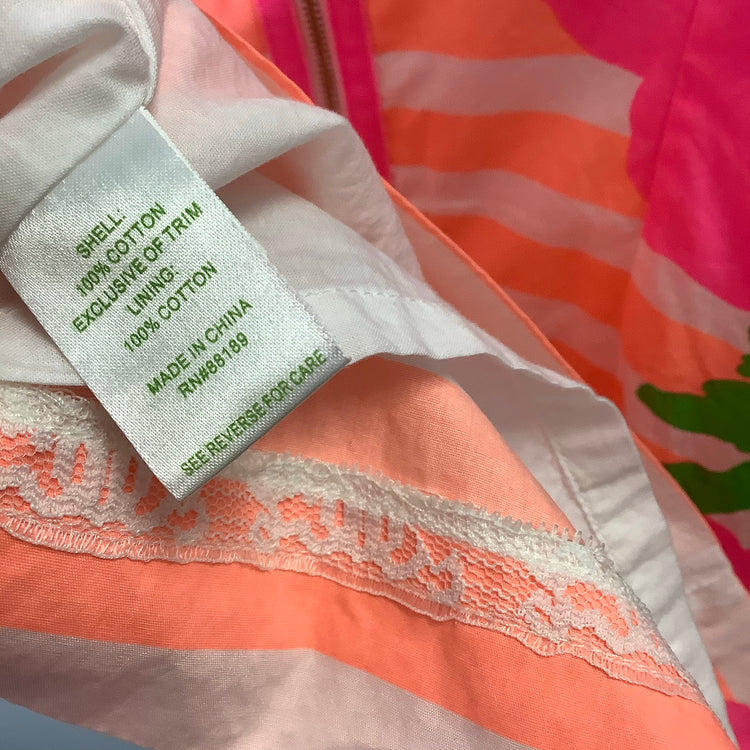 SHELL:
100% COTTON
EXCLUSIVE OF TRIM
LINING:
100% COTTON
MADE IN CHINA
RN#88189
SEE REVERSE FOR CARE